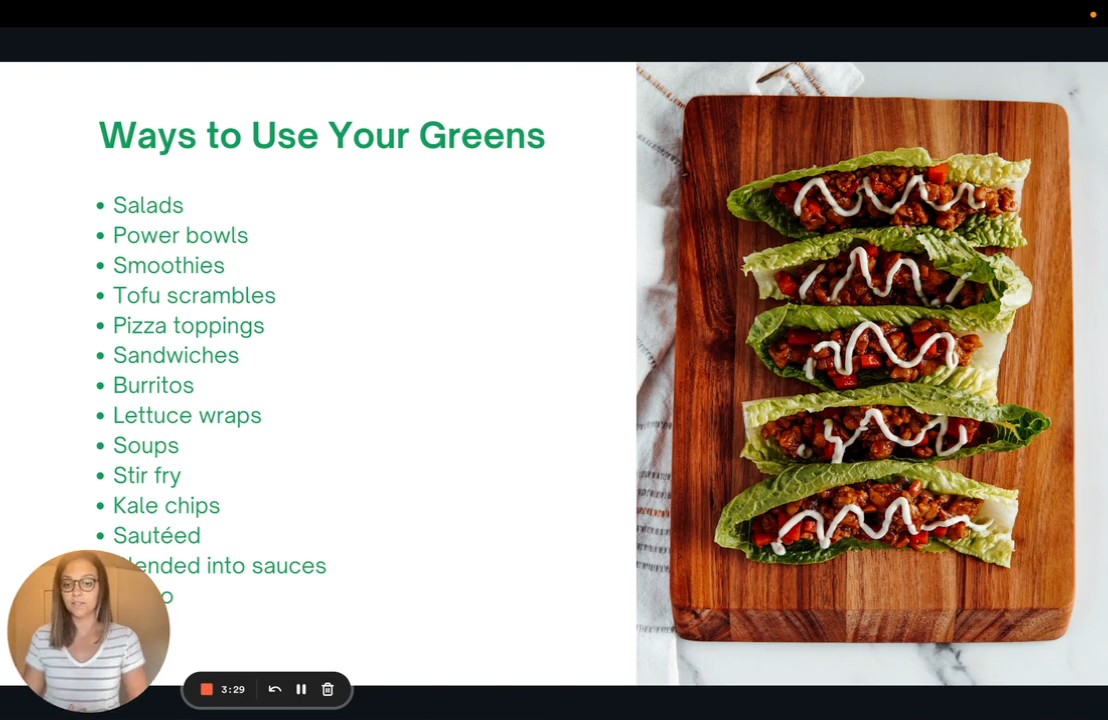 Ways to Use Your Greens
• Salads
• Power bowls
• Smoothies
• Tofu scrambles
• Pizza toppings
• Sandwiches
• Burritos
• Lettuce wraps
• Soups
• Stir fry
• Kale chips
• Sautéed
into sauces
3:29